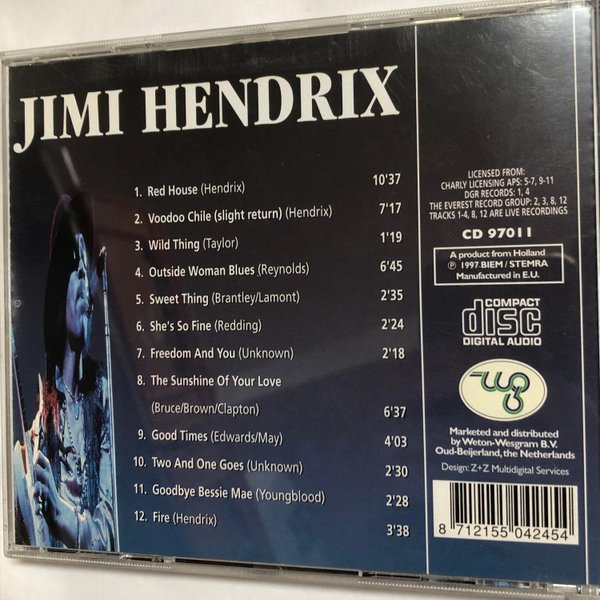 JIMI HENDRIX
1. Red House (Hendrix) 10'37
2. Voodoo Chile (slight return) (Hendrix) 7'17
3. Wild Thing (Taylor) 1'19
4. Outside Woman Blues (Reynolds) 6'45
5. Sweet Thing (Brantley/Lamont) 2'35
6. She's So Fine (Redding) 2'24
7. Freedom And You (Unknown) 2'18
8. The Sunshine Of Your Love
(Bruce/Brown/Clapton) 6'37
9. Good Times (Edwards/May) 4'03
10. Two And One Goes (Unknown) 2'30
11. Goodbye Bessie Mae (Youngblood) 2'28
12. Fire (Hendrix) 3'38
LICENSED FROM:
CHARLY LICENSING APS: 5-7, 9-11
DGR RECORDS: 1, 4
THE EVEREST RECORD GROUP: 2, 3, 8, 12
TRACKS 1-4, 8, 12 ARE LIVE RECORDINGS
CD 97011
A product from Holland
℗ 1997 BIEM / STEMRA
Manufactured in E.U.
COMPACT
disc
DIGITAL AUDIO
wg
Marketed and distributed
by Weton-Wesgram B.V.
Oud-Beijerland, the Netherlands
Design: Z+Z Multidigital Services
8 712155 042454